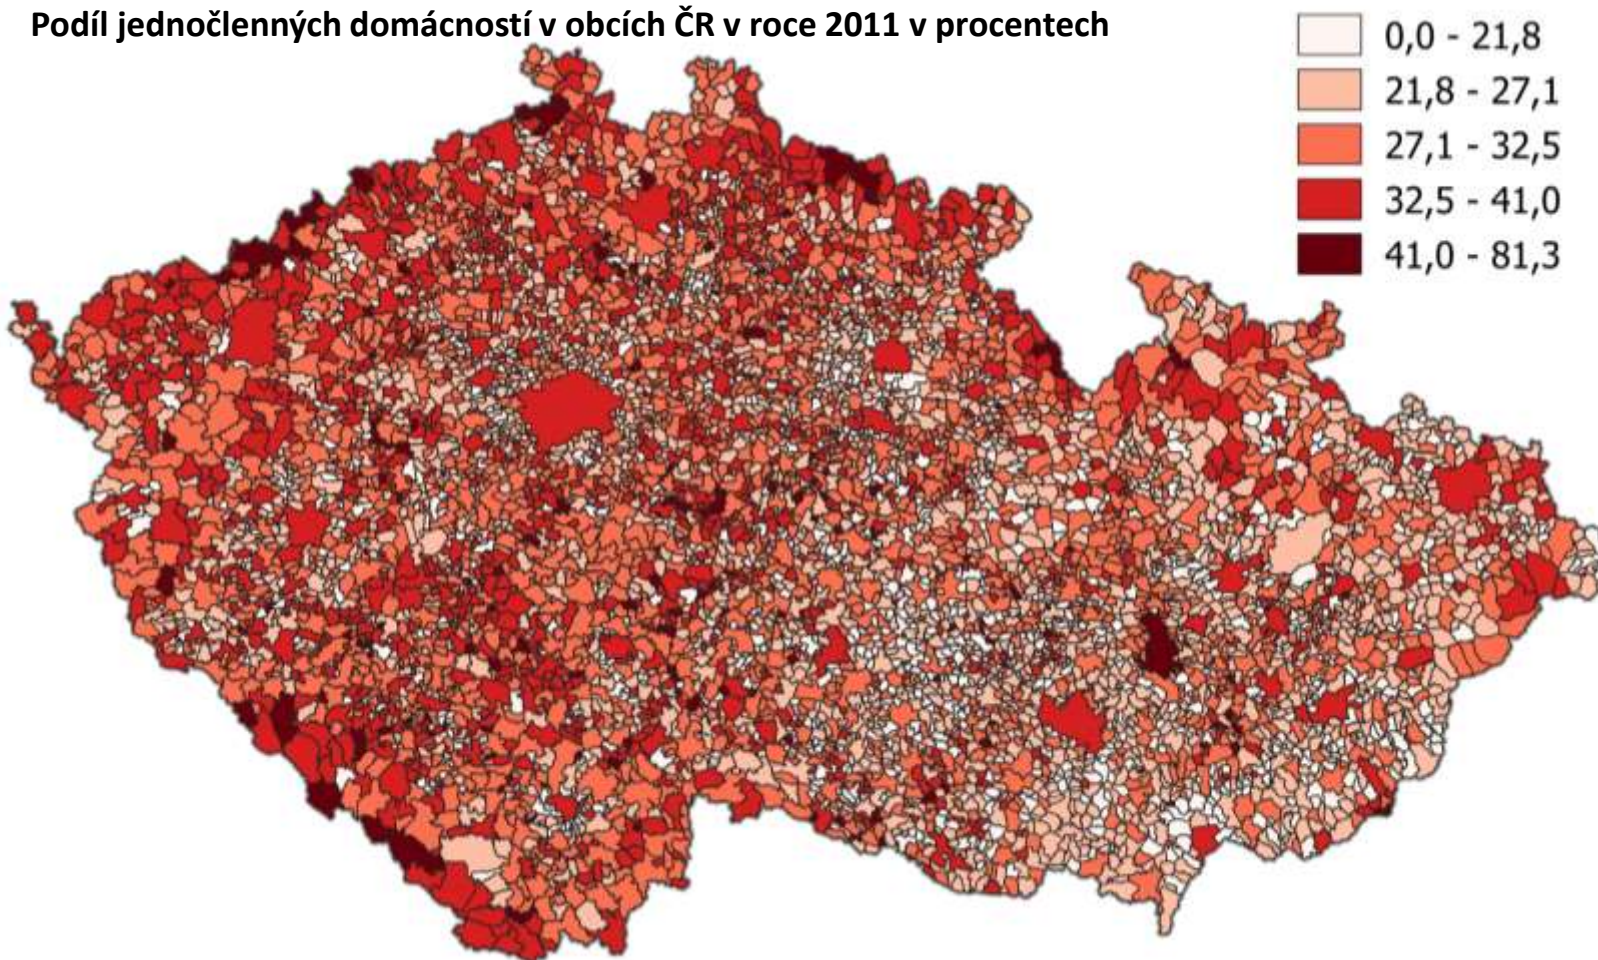 Podíl jednočlenných domácností v obcích ČR v roce 2011 v procentech
0,0 - 21,8
21,8 - 27,1
27,1 - 32,5
32,5 - 41,0
41,0 - 81,3